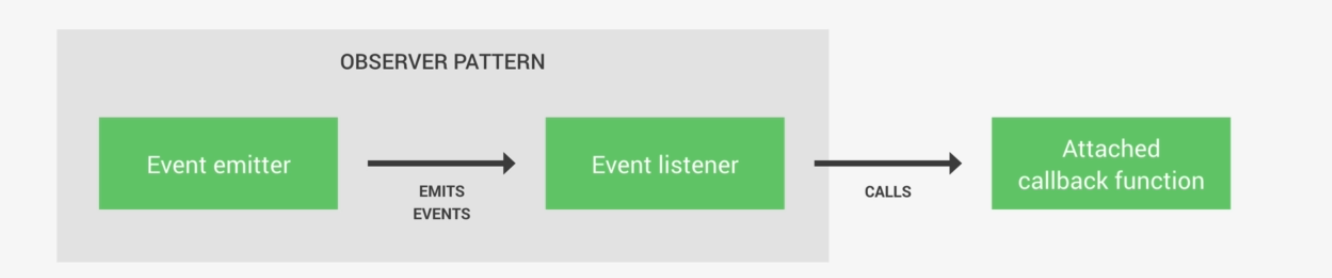 OBSERVER PATTERN
Event emitter
EMITS
EVENTS
Event listener
CALLS
Attached
callback function